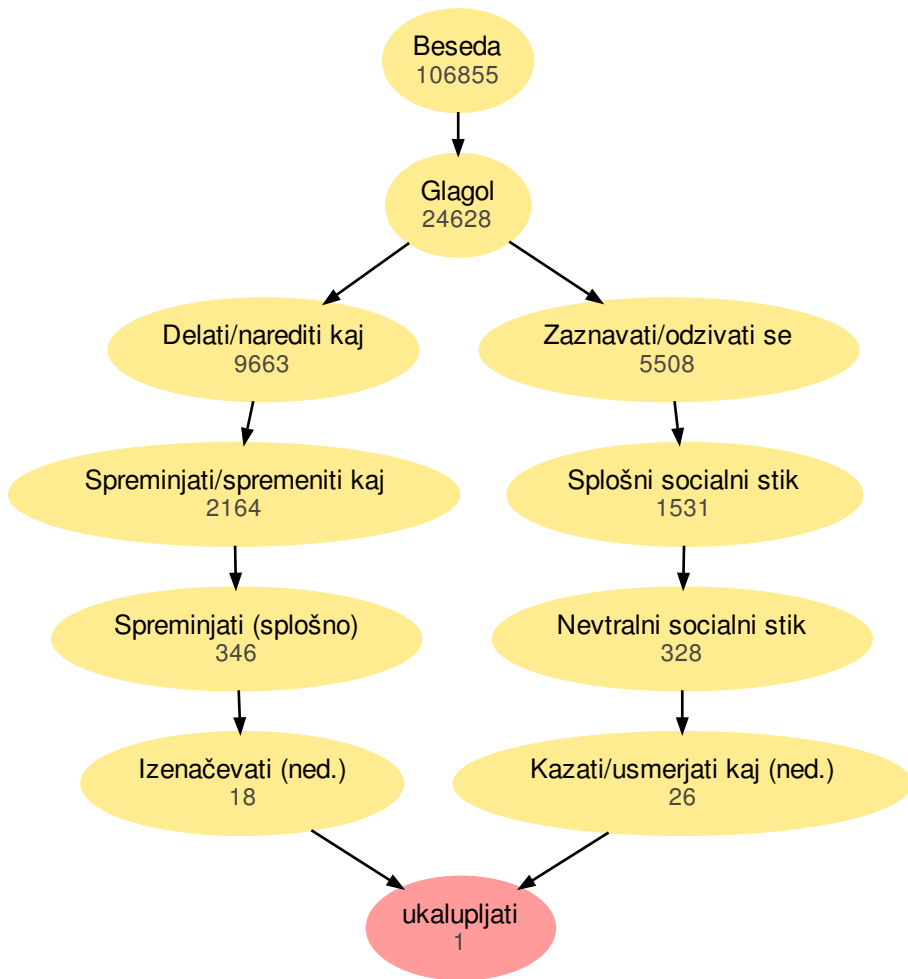 Beseda
106855
Glagol
24628
Delati/narediti kaj
9663
Zaznavati/odzivati se
5508
Spreminjati/spremeniti kaj
2164
Splošni socialni stik
1531
Spreminjati (splošno)
346
Nevtralni socialni stik
328
Izenačevati (ned.)
18
Kazati/usmerjati kaj (ned.)
26
ukalupljati
1